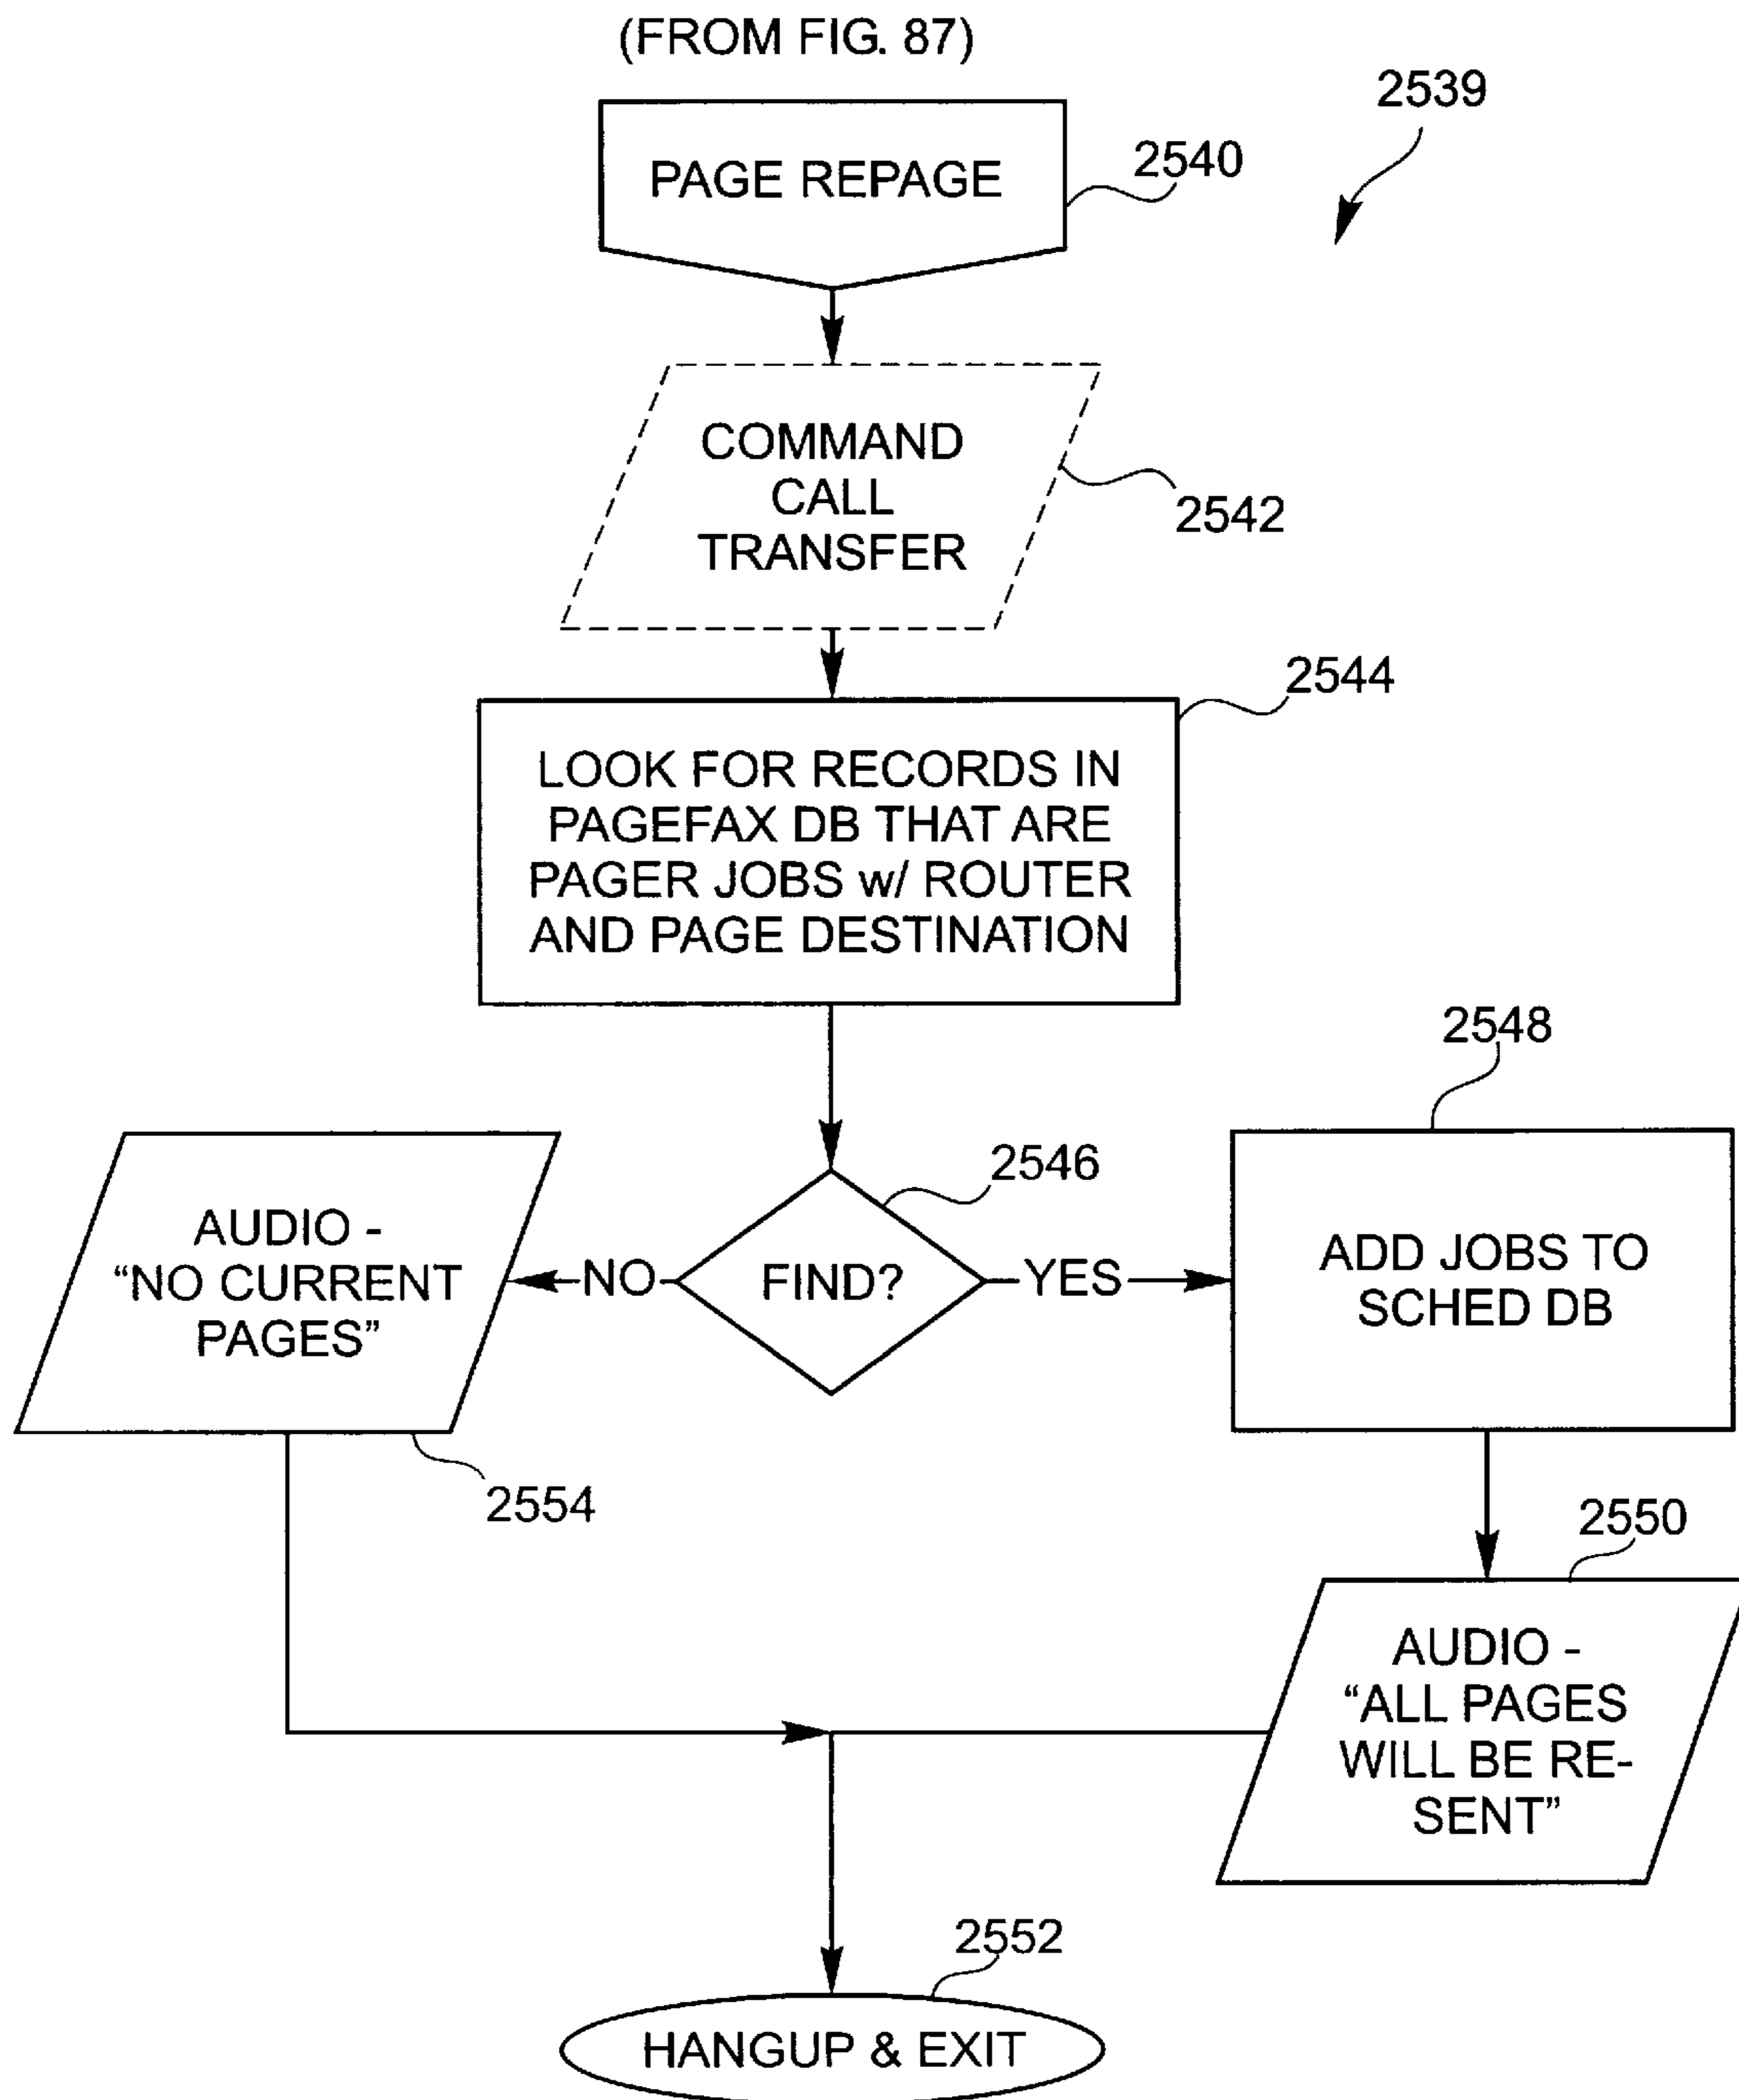 (FROM FIG. 87)
2539
PAGE REPAGE
2540
COMMAND
CALL
TRANSFER
2542
2544
LOOK FOR RECORDS IN
PAGEFAX DB THAT ARE
PAGER JOBS w/ ROUTER
AND PAGE DESTINATION
2548
2546
AUDIO -
“NO CURRENT
PAGES”
NO
FIND?
YES
ADD JOBS TO
SCHED DB
2554
2550
AUDIO -
“ALL PAGES
WILL BE RE-
SENT”
2552
HANGUP & EXIT